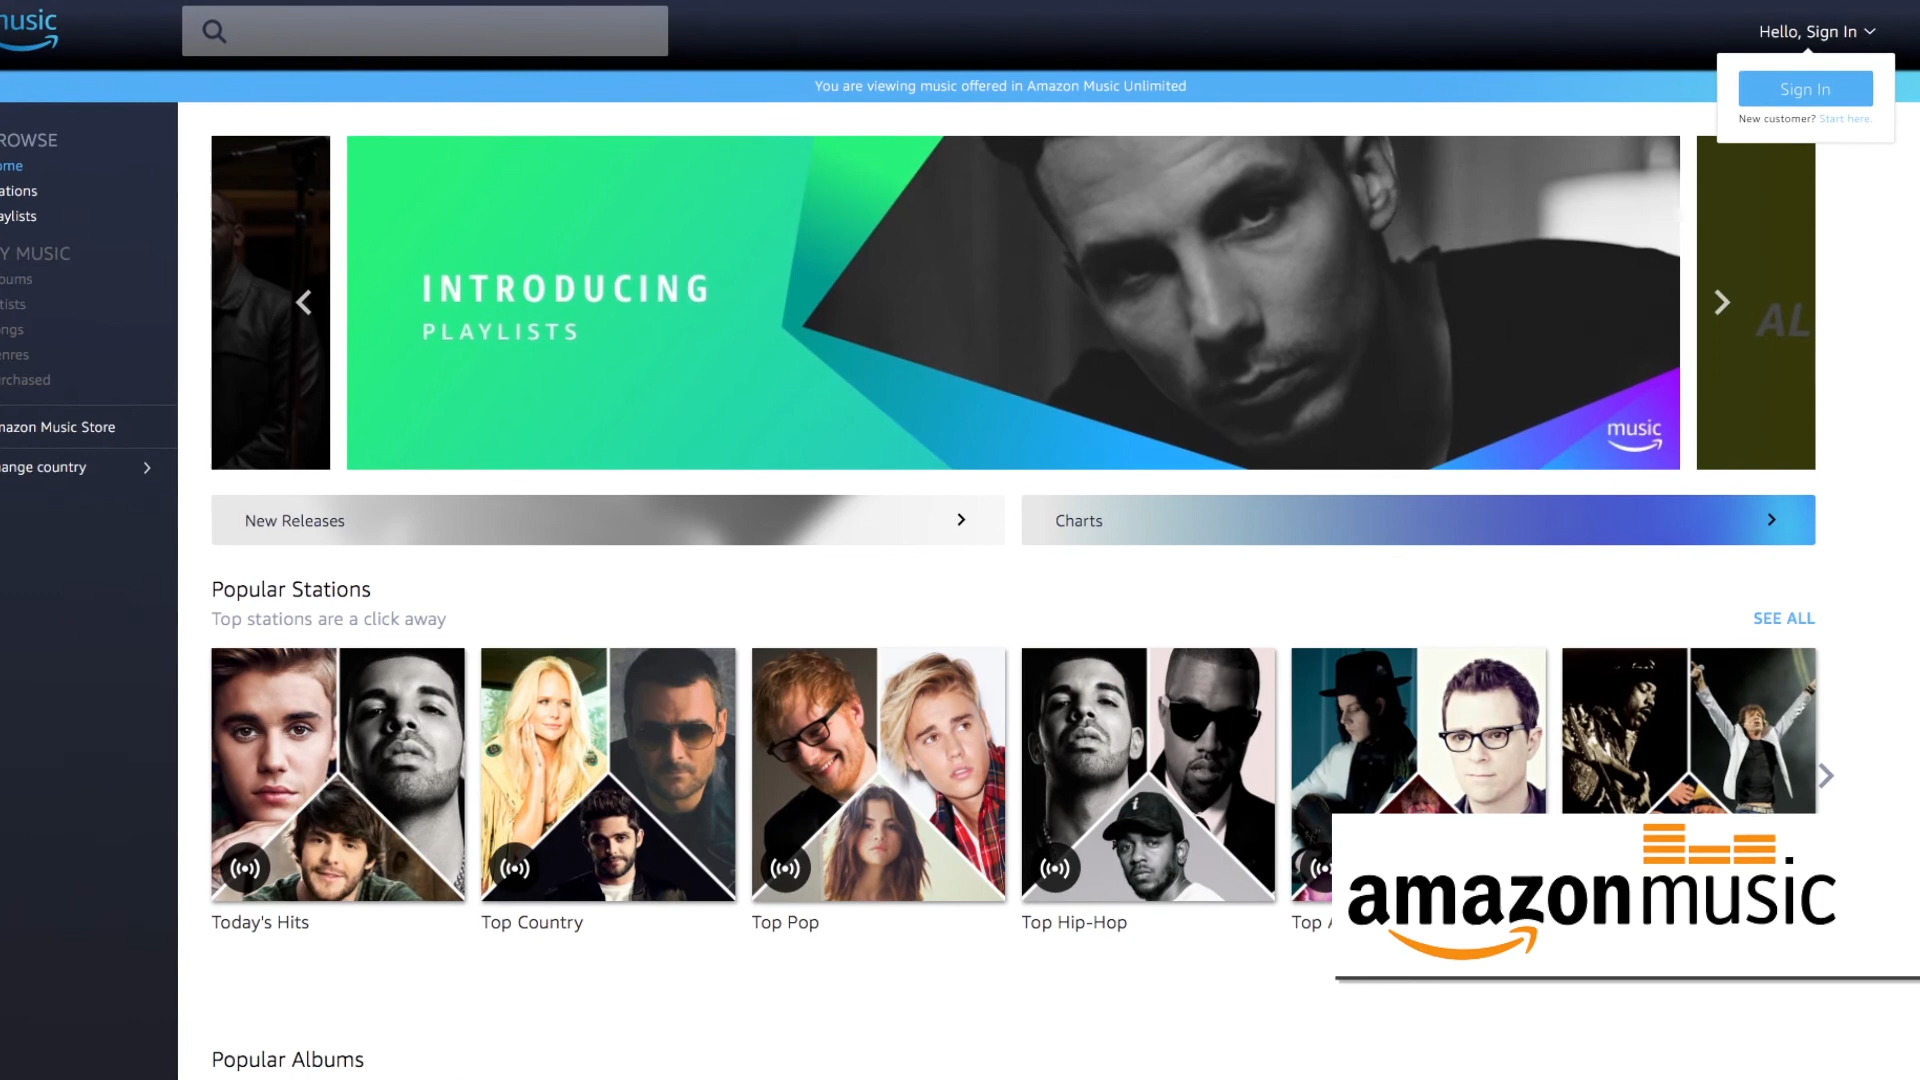 music
Hello, Sign In
Sign In
New customer? Start here.
You are viewing music offered in Amazon Music Unlimited
ROWSE
ome
ations
aylists
Y MUSIC
bums
tists
ngs
enres
rchased
mazon Music Store
ange country
INTRODUCING
PLAYLISTS
music
AL
New Releases
Charts
Popular Stations
Top stations are a click away
SEE ALL
Today's Hits
Top Country
Top Pop
Top Hip-Hop
Top
amazonmusic
Popular Albums